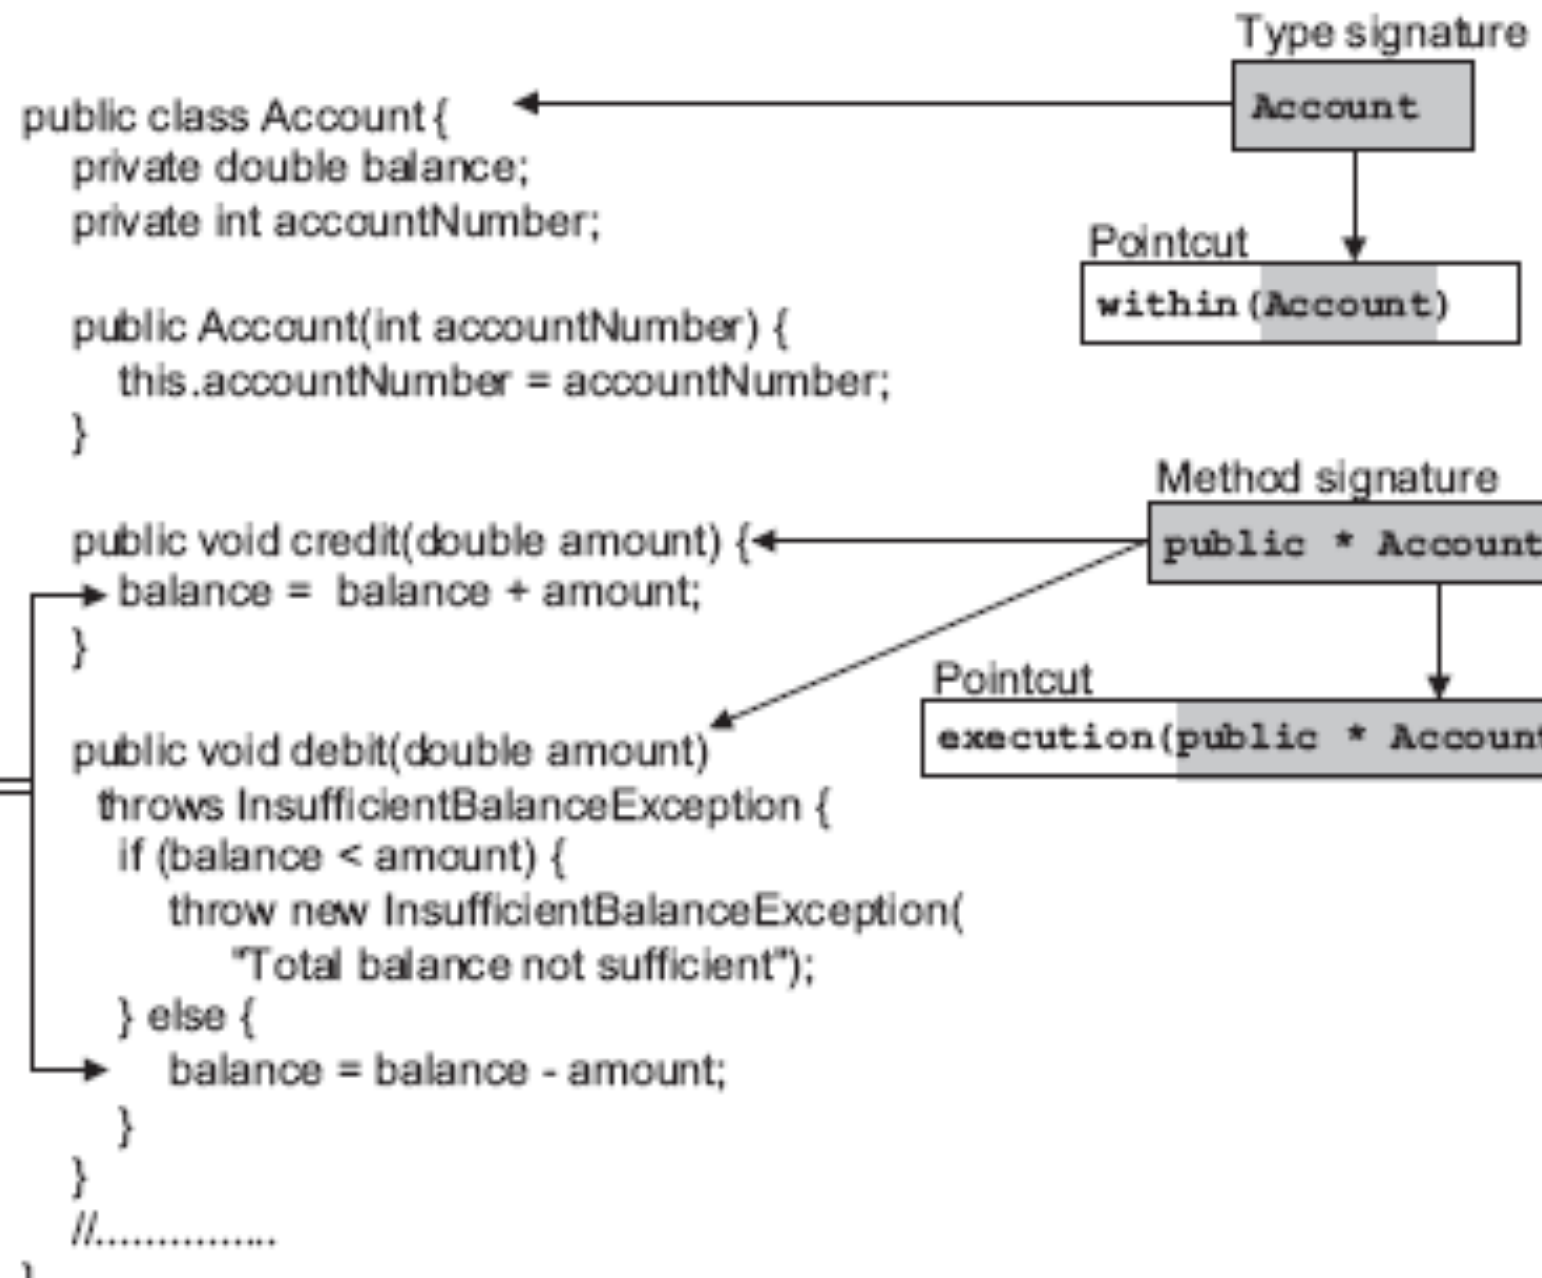 Type signature
Account
public class Account {
private double balance;
private int accountNumber;
Pointcut
within(Account)
public Account(int accountNumber) {
this.accountNumber = accountNumber;
}
Method signature
public * Account
public void credit(double amount) {
balance = balance + amount;
}
Pointcut
execution(public * Account
public void debit(double amount)
throws InsufficientBalanceException {
if (balance < amount) {
throw new InsufficientBalanceException(
"Total balance not sufficient");
} else {
balance = balance - amount;
}
}
//...............
}